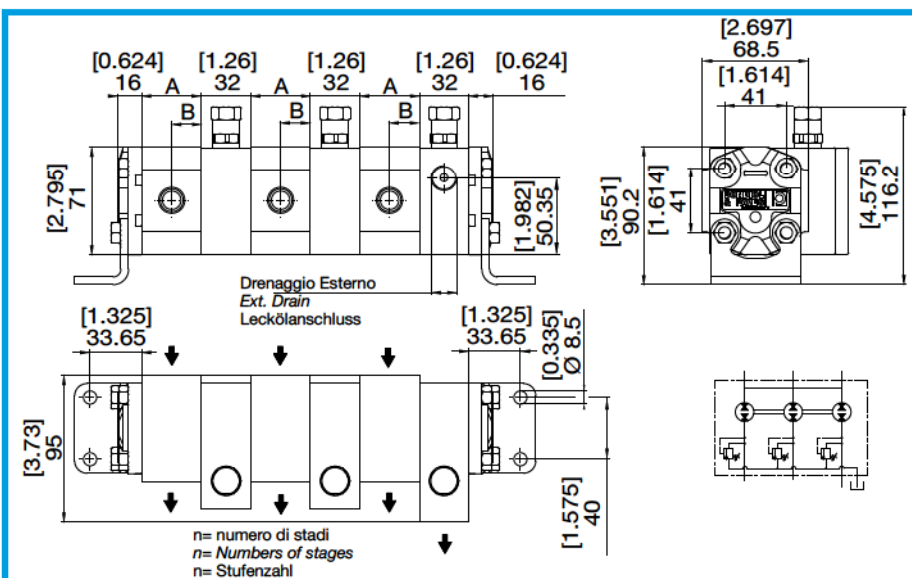 [0.624]
16
A
[1.26]
32
A
[1.26]
32
A
[1.26]
32
[0.624]
16
B
B
B
[2.795]
71
[1.982]
50.35
Drenaggio Esterno
Ext. Drain
Leckölanschluss
[2.697]
68.5
[1.614]
41
[3.551]
90.2
[1.614]
41
[4.575]
116.2
[1.325]
33.65
[1.325]
33.65
[0.335]
Ø 8.5
[3.73]
95
[1.575]
40
n= numero di stadi
n= Numbers of stages
n= Stufenzahl